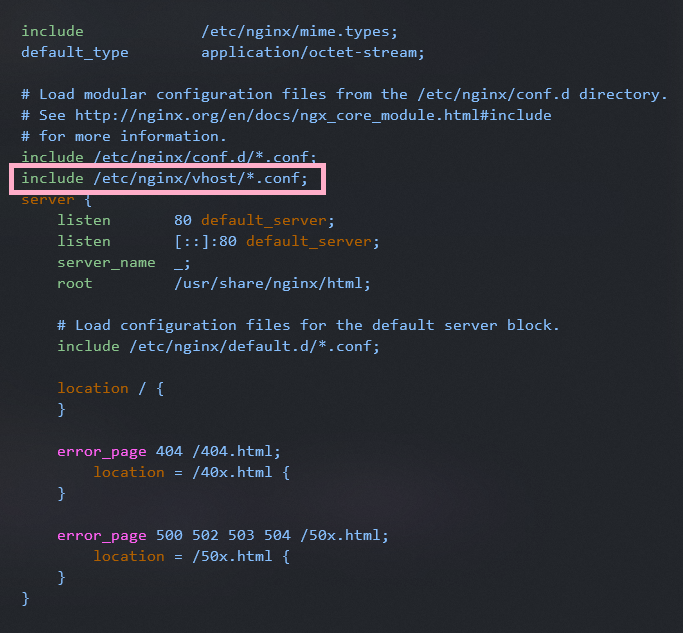 include             /etc/nginx/mime.types;
default_type        application/octet-stream;
# Load modular configuration files from the /etc/nginx/conf.d directory.
# See http://nginx.org/en/docs/ngx_core_module.html#include
# for more information.
include /etc/nginx/conf.d/*.conf;
include /etc/nginx/vhost/*.conf;
server {
    listen       80 default_server;
    listen       [::]:80 default_server;
    server_name  _;
    root         /usr/share/nginx/html;
    # Load configuration files for the default server block.
    include /etc/nginx/default.d/*.conf;
    location / {
    }
    error_page 404 /404.html;
        location = /40x.html {
    }
    error_page 500 502 503 504 /50x.html;
        location = /50x.html {
    }
}